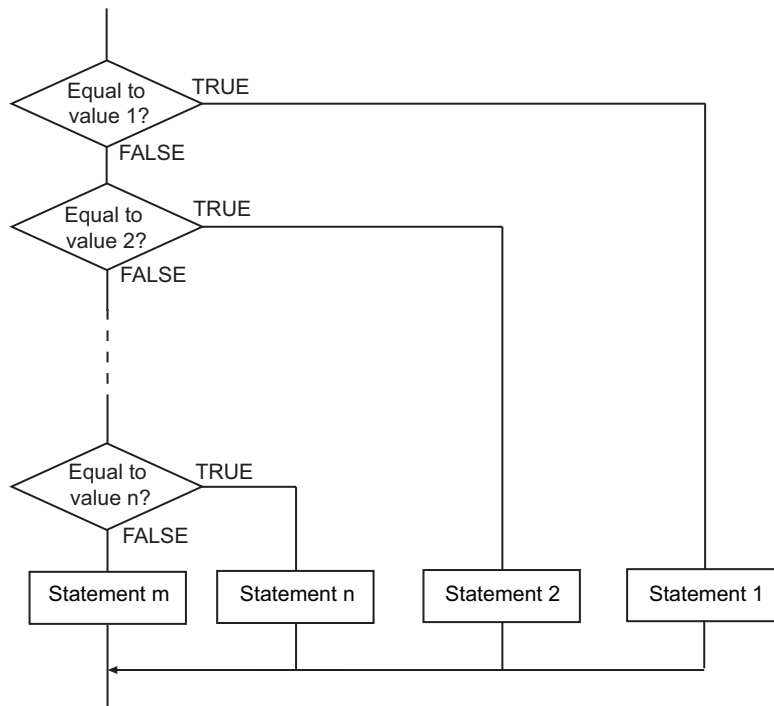 Equal to
value 1?
TRUE
FALSE
Equal to
value 2?
TRUE
FALSE
Equal to
value n?
TRUE
FALSE
Statement m
Statement n
Statement 2
Statement 1